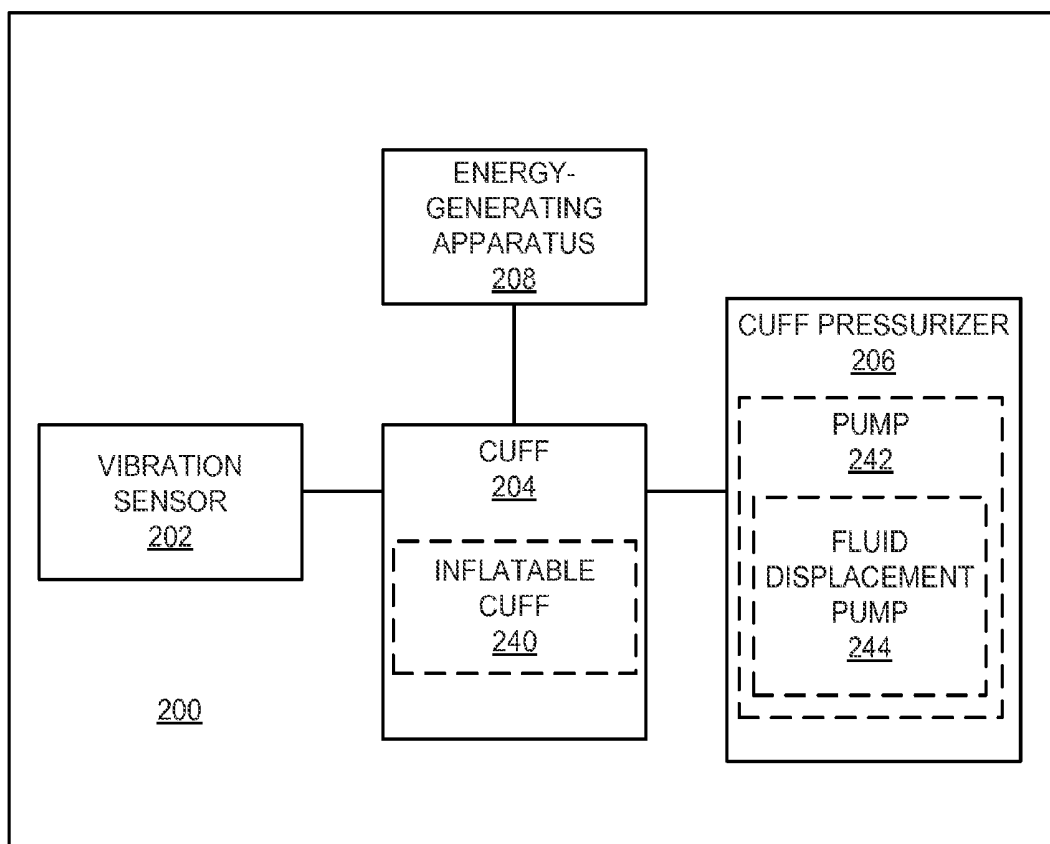 ENERGY-
GENERATING
APPARATUS
208
CUFF PRESSURIZER
206
PUMP
242
FLUID
DISPLACEMENT
PUMP
244
VIBRATION
SENSOR
202
CUFF
204
INFLATABLE
CUFF
240
200